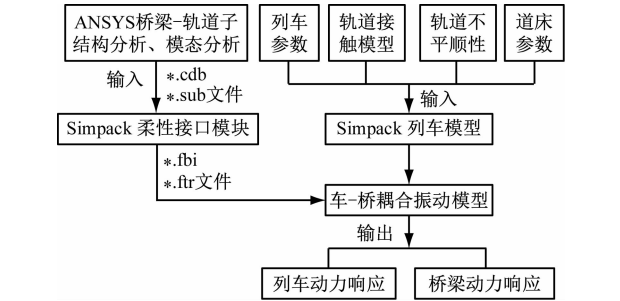 ANSYS桥梁-轨道子
结构分析、模态分析
列车
参数
轨道接
触模型
轨道不
平顺性
道床
参数
输入
*.cdb
*.sub文件
输入
Simpack 柔性接口模块
Simpack 列车模型
*.fbi
*.ftr文件
车-桥耦合振动模型
输出
列车动力响应
桥梁动力响应